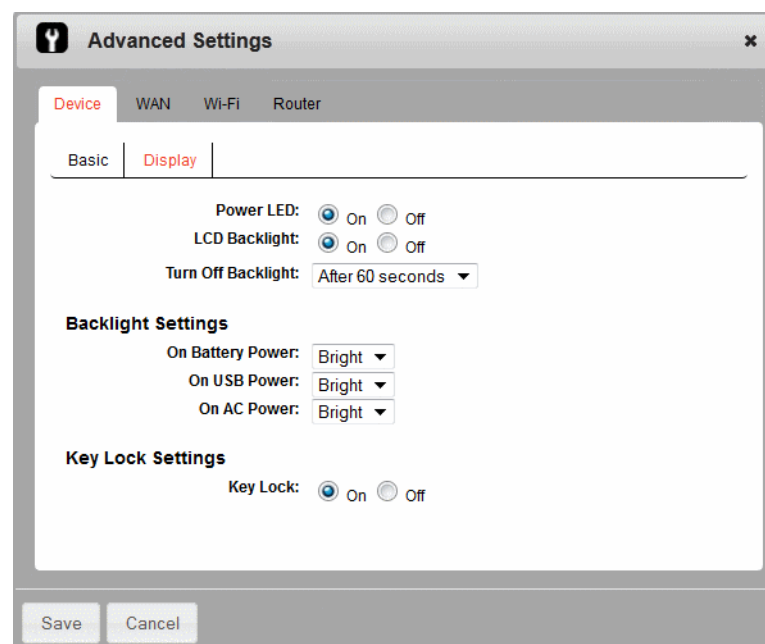 Advanced Settings
Device WAN Wi-Fi Router
Basic Display
Power LED: On Off
LCD Backlight: On Off
Turn Off Backlight: After 60 seconds
Backlight Settings
On Battery Power: Bright
On USB Power: Bright
On AC Power: Bright
Key Lock Settings
Key Lock: On Off
Save Cancel